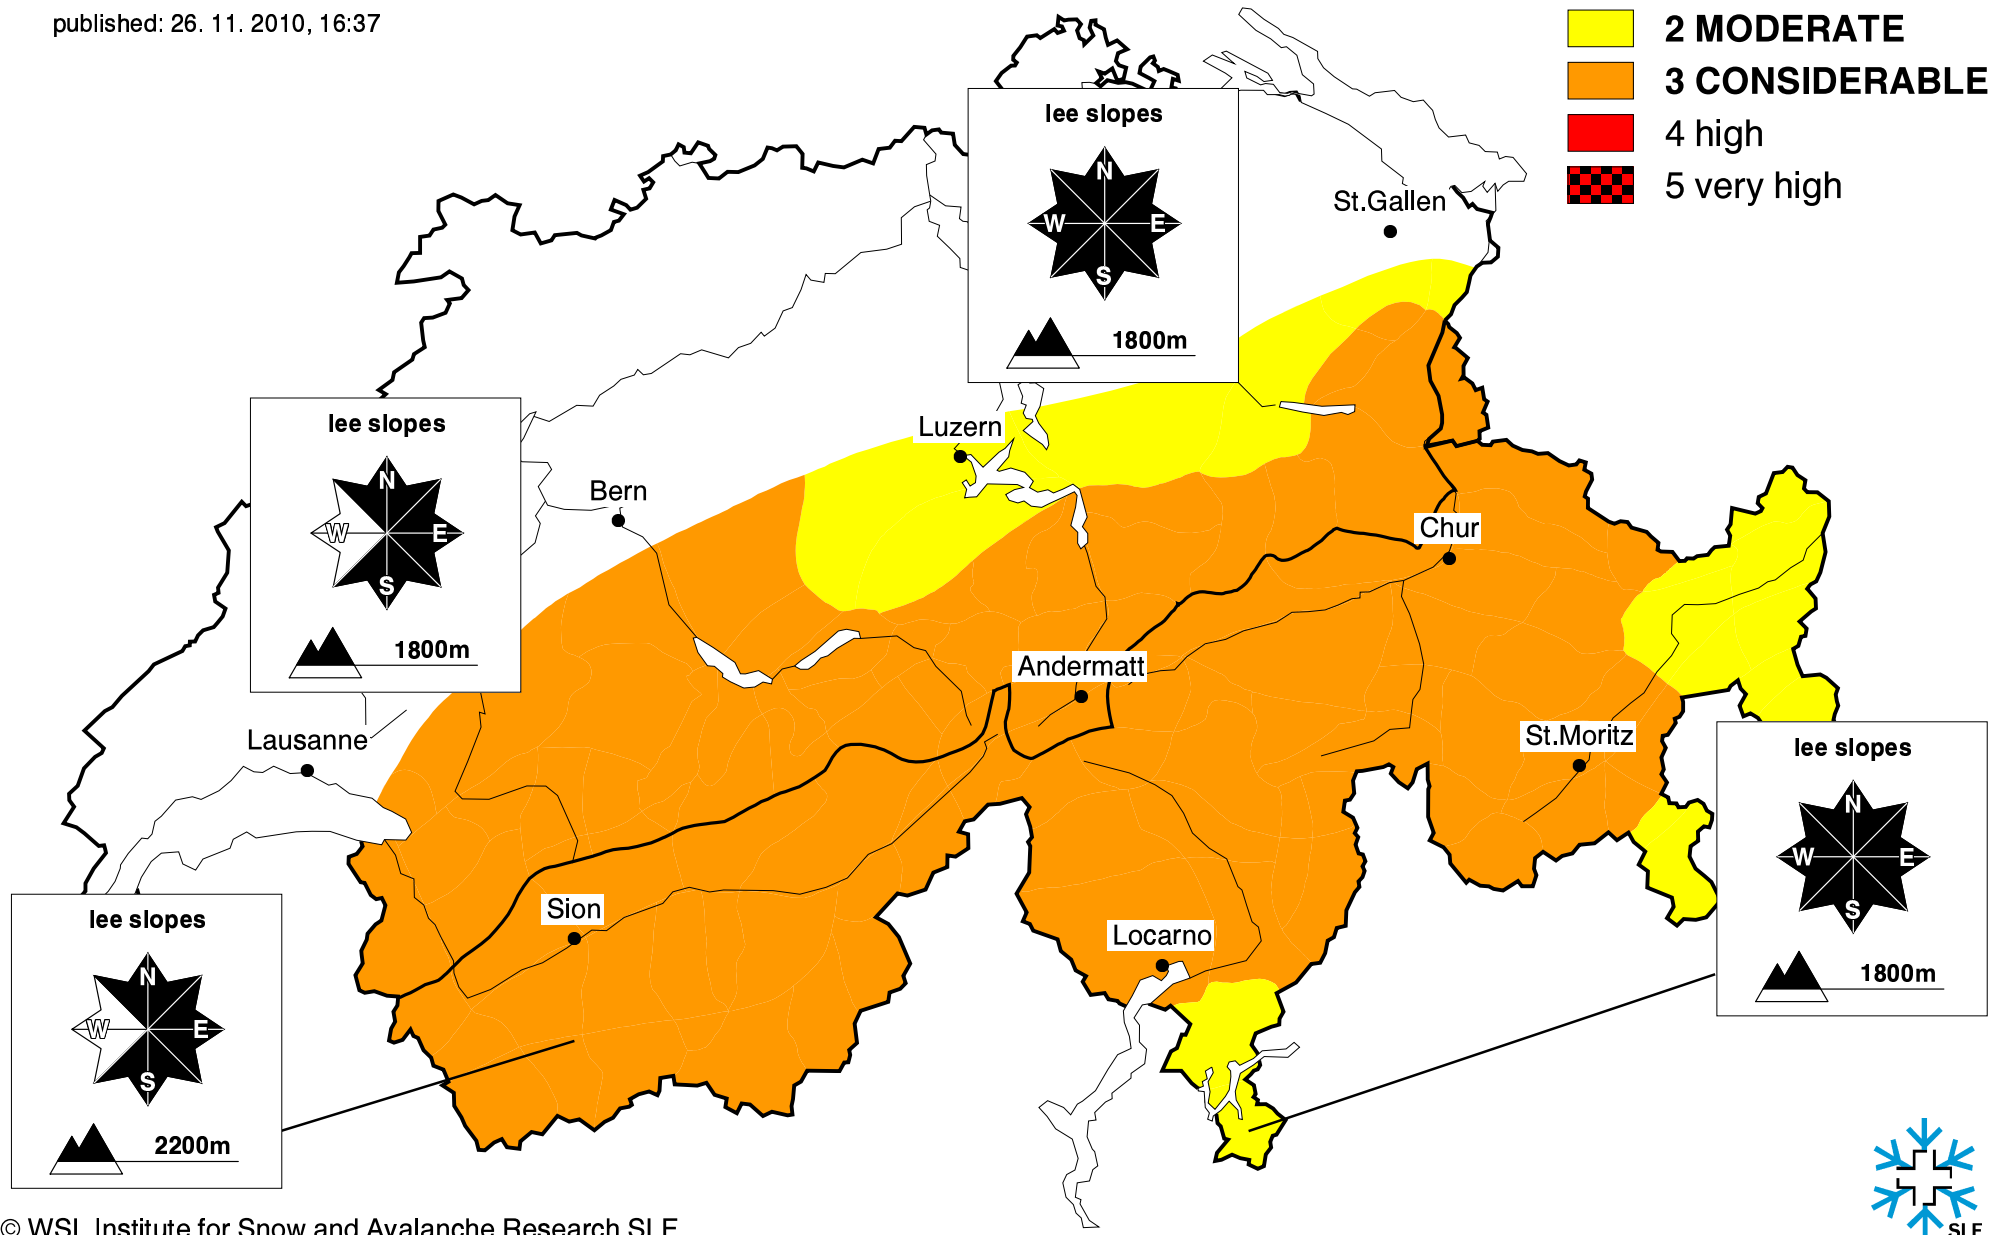 published: 26. 11. 2010, 16:37
2 MODERATE
3 CONSIDERABLE
4 high
5 very high
lee slopes
N
W
E
S
1800m
St.Gallen
lee slopes
N
W
E
S
1800m
Luzern
Bern
Chur
Andermatt
Lausanne
St.Moritz
lee slopes
N
W
E
S
1800m
Sion
Locarno
lee slopes
N
W
E
S
2200m
© WSL Institute for Snow and Avalanche Research SLF
SLF